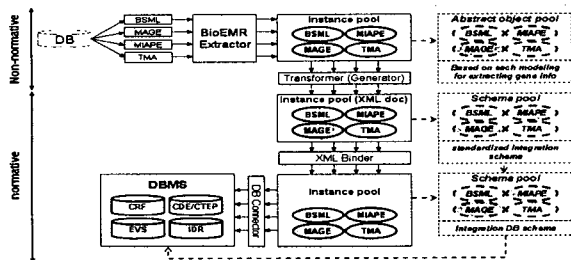 Non-normative
normative
DB
BSML
MAGE
MIAPE
TMA
BioEMR
Extractor
Instance pool
BSML MIAPE
MAGE TMA
Abstract object pool
BSML MIAPE
MAGE TMA
Based on each modeling
for extracting gene info
Transformer (Generator)
Instance pool (XML doc)
BSML MIAPE
MAGE TMA
Schema pool
BSML MIAPE
MAGE TMA
standardized Integration
scheme
XML Binder
DBMS
CRF CDE/CTEP
EVS IDR
DB Connector
Instance pool
BSML MIAPE
MAGE TMA
Schema pool
BSML MIAPE
MAGE TMA
Integration DB scheme